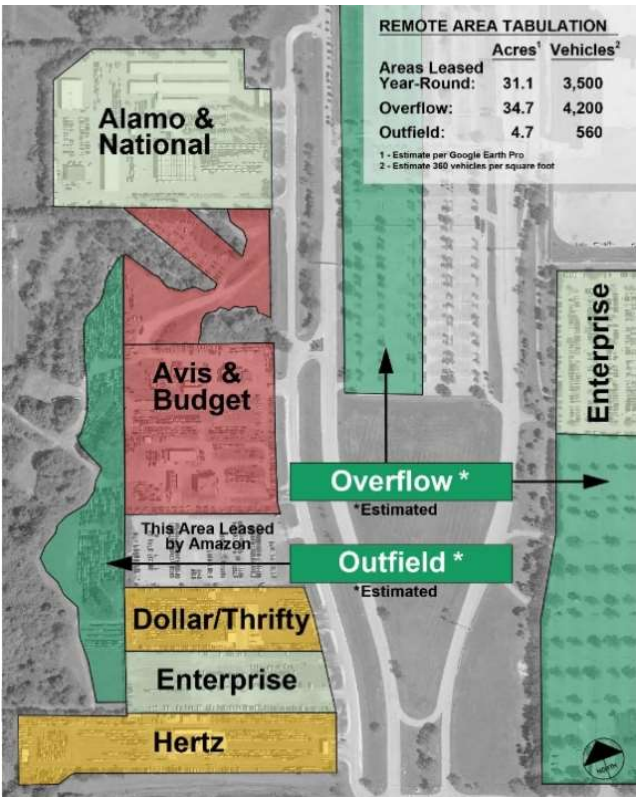 REMOTE AREA TABULATION
Acres¹ Vehicles²
Areas Leased
Year-Round: 31.1 3,500
Overflow: 34.7 4,200
Outfield: 4.7 560
1 - Estimate per Google Earth Pro
2 - Estimate 360 vehicles per square foot
Alamo &
National
Enterprise
Avis &
Budget
Overflow *
*Estimated
This Area Leased
by Amazon
Outfield *
*Estimated
Dollar/Thrifty
Enterprise
Hertz
NORTH